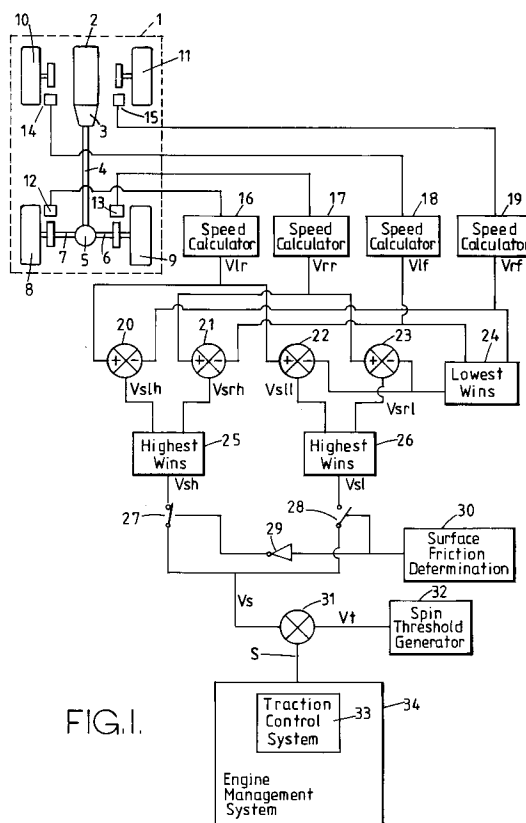 10 2 1
11
14 3 15
12 4 13
16 17 18 19
Speed Calculator
Speed Calculator
Speed Calculator
Speed Calculator
8 7 5 6 9
Vlr Vrr Vlf Vrf
20 21 22 23 24
+ - + - + - + -
Lowest Wins
Vslh Vsrh Vsll Vsrl
25 26
Highest Wins
Highest Wins
Vsh Vsl
27 28 29 30
Surface Friction Determination
31 32
Vs Vt
Spin Threshold Generator
S
33 34
Traction Control System
Engine Management System
FIG.1.